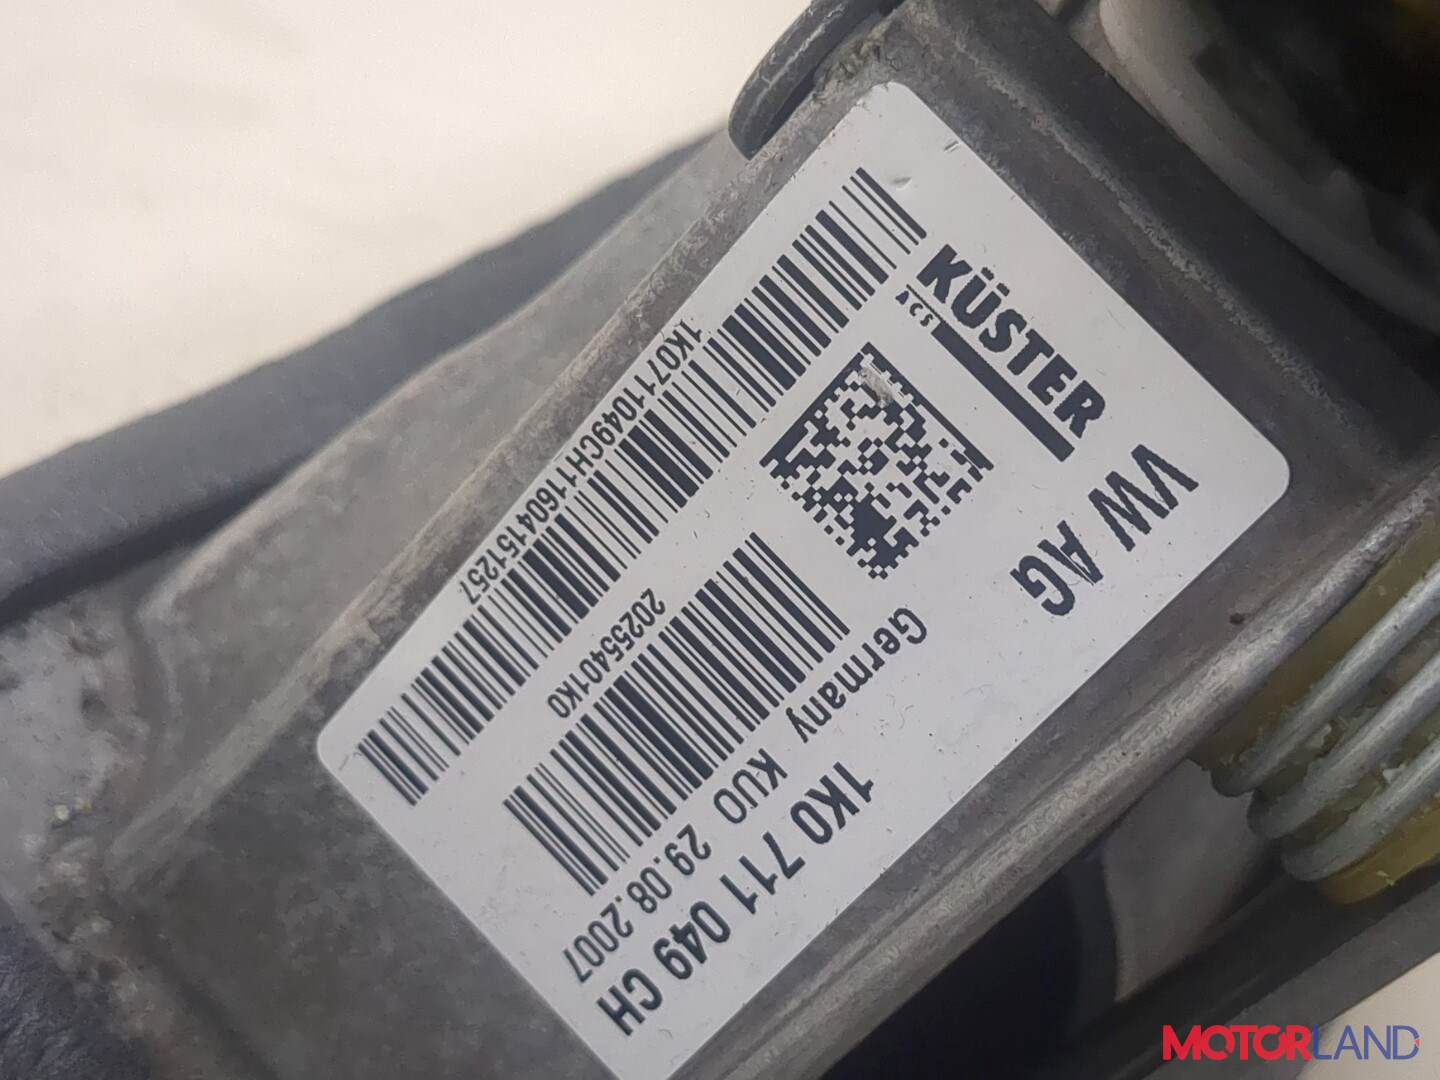 KÜSTER
ACS
VW AG
1K0711049CH11604151257
20255401K0
Germany KUO 29.08.2007
1K0 711 049 CH
MOTORLAND